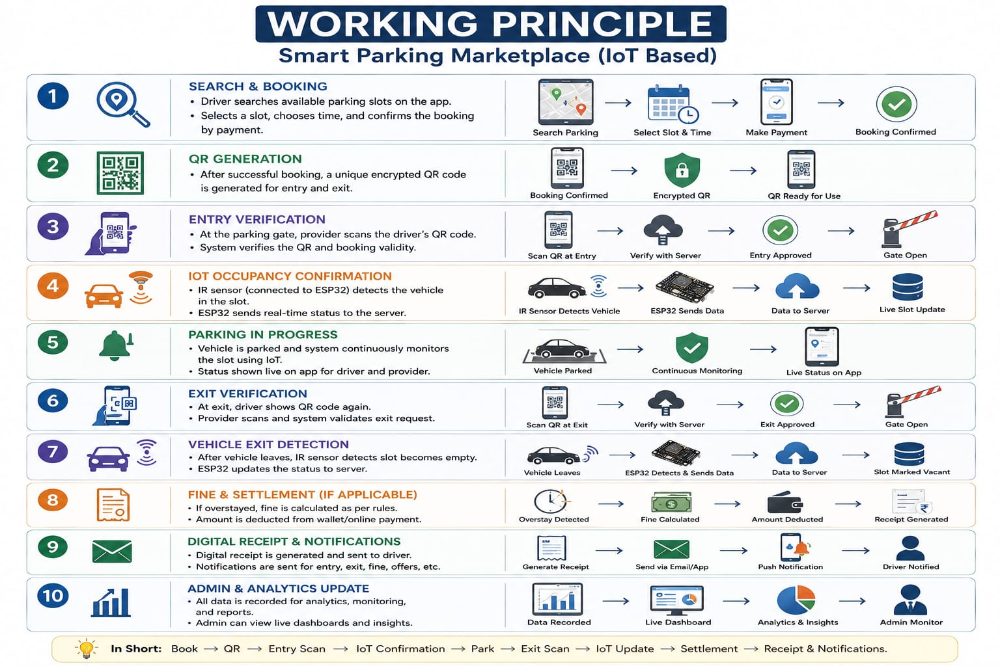 WORKING PRINCIPLE
Smart Parking Marketplace (IoT Based)
1
SEARCH & BOOKING
• Driver searches available parking slots on the app.
• Selects a slot, chooses time, and confirms the booking
by payment.
Search Parking
Select Slot & Time
Make Payment
Booking Confirmed
2
QR GENERATION
• After successful booking, a unique encrypted QR code
is generated for entry and exit.
Booking Confirmed
Encrypted QR
QR Ready for Use
3
ENTRY VERIFICATION
• At the parking gate, provider scans the driver's QR code.
• System verifies the QR and booking validity.
Scan QR at Entry
Verify with Server
Entry Approved
Gate Open
4
IOT OCCUPANCY CONFIRMATION
• IR sensor (connected to ESP32) detects the vehicle
in the slot.
• ESP32 sends real-time status to the server.
IR Sensor Detects Vehicle
ESP32 Sends Data
Data to Server
Live Slot Update
5
PARKING IN PROGRESS
• Vehicle is parked and system continuously monitors
the slot using IoT.
• Status shown live on app for driver and provider.
Vehicle Parked
Continuous Monitoring
Live Status on App
6
EXIT VERIFICATION
• At exit, driver shows QR code again.
• Provider scans and system validates exit request.
Scan QR at Exit
Verify with Server
Exit Approved
Gate Open
7
VEHICLE EXIT DETECTION
• After vehicle leaves, IR sensor detects slot becomes empty.
• ESP32 updates the status to server.
Vehicle Leaves
ESP32 Detects & Sends Data
Data to Server
Slot Marked Vacant
8
FINE & SETTLEMENT (IF APPLICABLE)
• If overstayed, fine is calculated as per rules.
• Amount is deducted from wallet/online payment.
Overstay Detected
$
Fine Calculated
Amount Deducted
₹
Receipt Generated
9
DIGITAL RECEIPT & NOTIFICATIONS
• Digital receipt is generated and sent to driver.
• Notifications are sent for entry, exit, fine, offers, etc.
Generate Receipt
Send via Email/App
Push Notification
Driver Notified
10
ADMIN & ANALYTICS UPDATE
• All data is recorded for analytics, monitoring,
and reports.
• Admin can view live dashboards and insights.
Data Recorded
Live Dashboard
Analytics & Insights
Admin Monitor
In Short: Book → QR → Entry Scan → IoT Confirmation → Park → Exit Scan → IoT Update → Settlement → Receipt & Notifications.